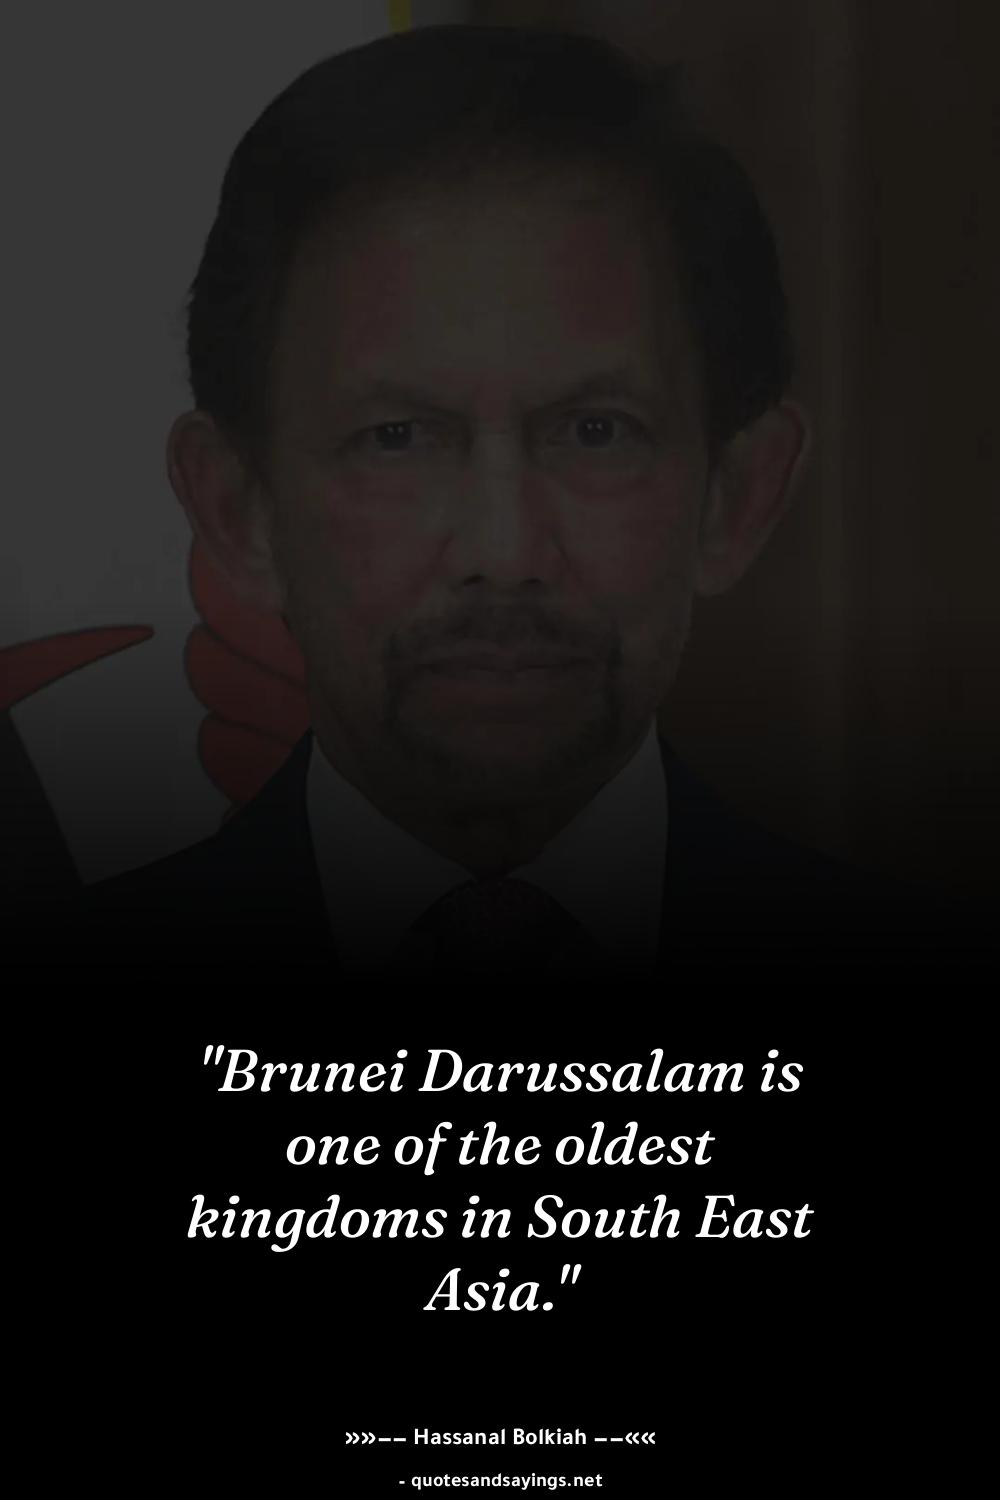 "Brunei Darussalam is
one of the oldest
kingdoms in South East
Asia."
»»–– Hassanal Bolkiah ––««
- quotesandsayings.net